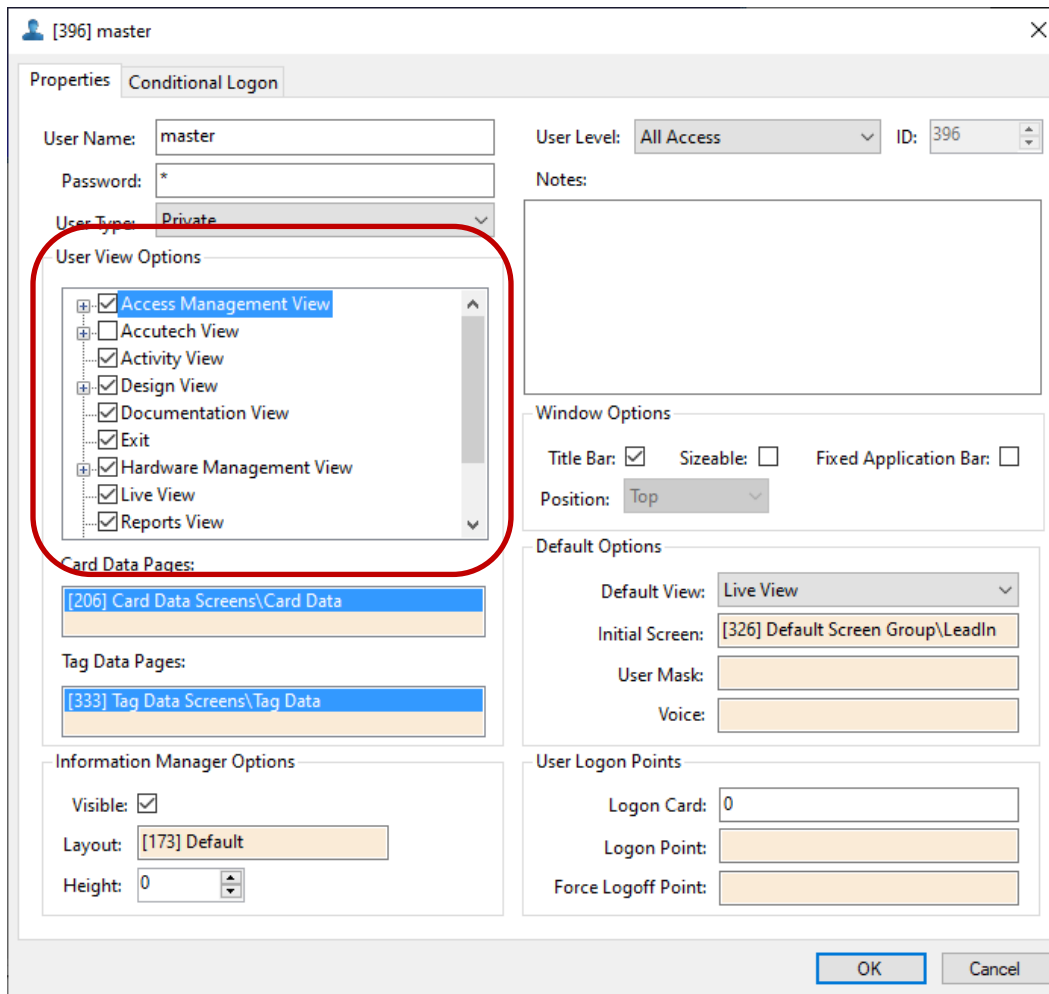 [396] master
Properties
Conditional Logon
User Name: master
Password: *
User Type: Private
User Level: All Access ID: 396
Notes:
User View Options
Access Management View
Accutech View
Activity View
Design View
Documentation View
Exit
Hardware Management View
Live View
Reports View
Card Data Pages:
[206] Card Data Screens\Card Data
Tag Data Pages:
[333] Tag Data Screens\Tag Data
Window Options
Title Bar: Sizeable: Fixed Application Bar:
Position: Top
Default Options
Default View: Live View
Initial Screen: [326] Default Screen Group\LeadIn
User Mask:
Voice:
Information Manager Options
Visible:
Layout: [173] Default
Height: 0
User Logon Points
Logon Card: 0
Logon Point:
Force Logoff Point:
OK
Cancel